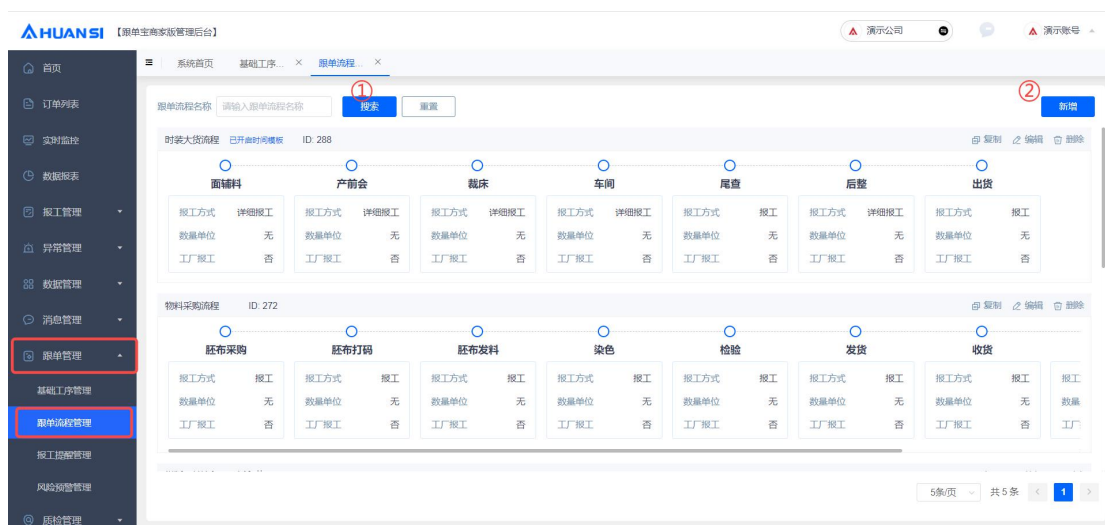 HUANSI 【跟单宝商家版管理后台】 演示公司 演示账号
首页
订单列表
实时监控
数据报表
报工管理
异常管理
数据管理
消息管理
跟单管理
基础工序管理
跟单流程管理
报工提醒管理
风险预警管理
质检管理
系统首页 基础工序... × 跟单流程... ×
① ②
跟单流程名称 请输入跟单流程名称 搜索 重置 新增
时装大货流程 已开启时间模板 ID: 288 复制 编辑 删除
面辅料 产前会 裁床 车间 尾查 后整 出货
报工方式 详细报工 报工方式 详细报工 报工方式 详细报工 报工方式 详细报工 报工方式 报工 报工方式 详细报工 报工方式 报工
数量单位 无 数量单位 无 数量单位 无 数量单位 无 数量单位 无 数量单位 无 数量单位 无
工厂报工 否 工厂报工 否 工厂报工 否 工厂报工 否 工厂报工 否 工厂报工 否 工厂报工 否
物料采购流程 ID: 272 复制 编辑 删除
胚布采购 胚布打码 胚布发料 染色 检验 发货 收货
报工方式 报工 报工方式 报工 报工方式 报工 报工方式 报工 报工方式 报工 报工方式 报工 报工方式 报工 报工
数量单位 无 数量单位 无 数量单位 无 数量单位 无 数量单位 无 数量单位 无 数量单位 无 数量
工厂报工 否 工厂报工 否 工厂报工 否 工厂报工 否 工厂报工 否 工厂报工 否 工厂报工 否 工厂
5条/页 共 5 条 < 1 >